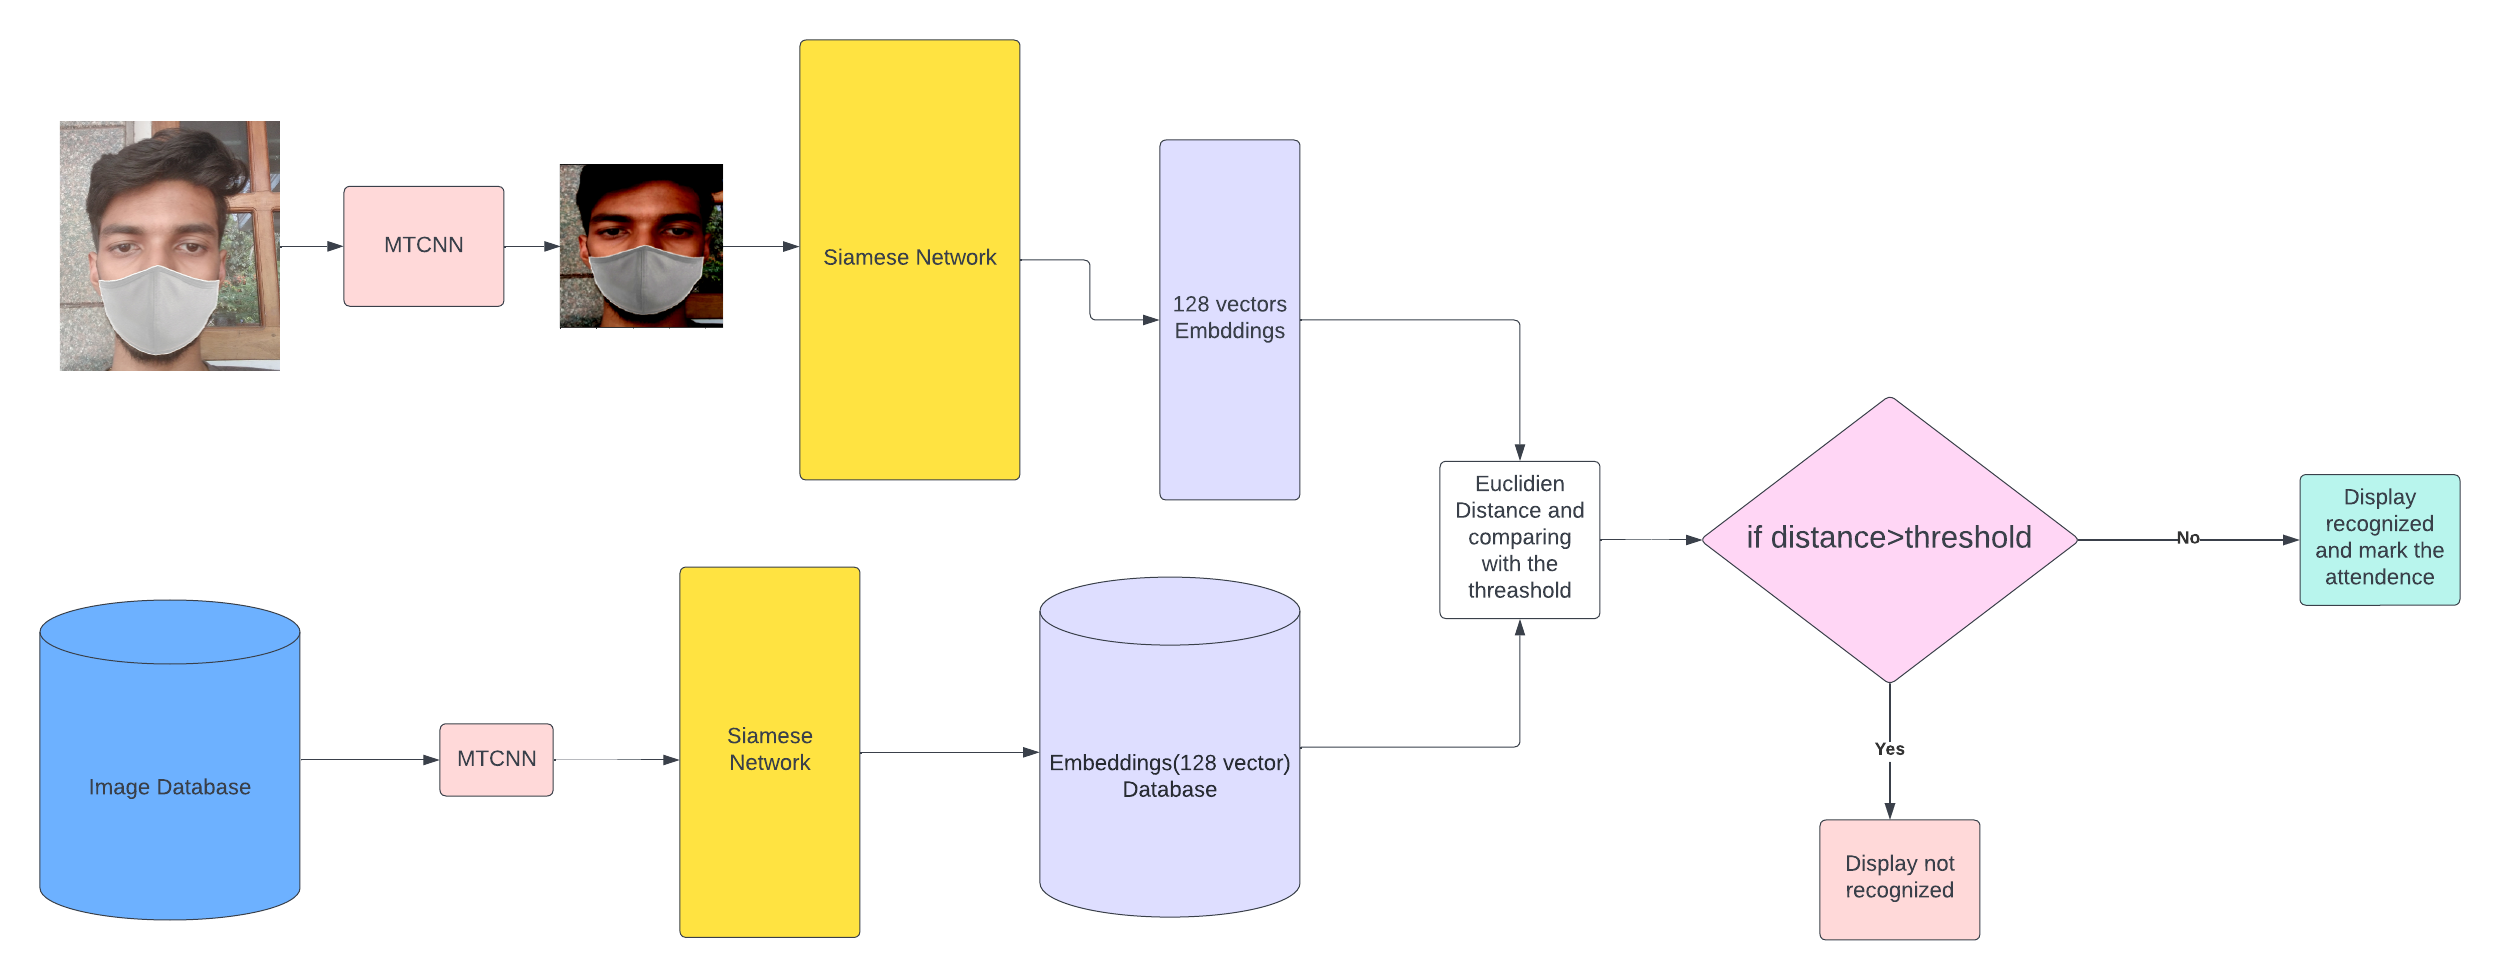 MTCNN
Siamese Network
128 vectors
Embddings
Euclidien
Distance and
comparing
with the
threashold
if distance>threshold
No
Display
recognized
and mark the
attendence
Image Database
MTCNN
Siamese
Network
Embeddings(128 vector)
Database
Yes
Display not
recognized